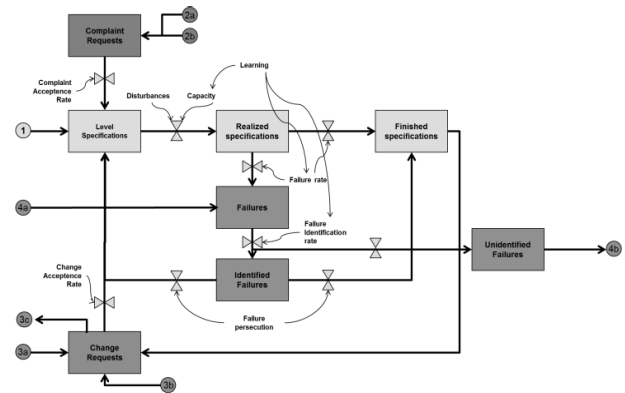 2a
Complaint
Requests
2b
Complaint
Acceptance
Rate
Learning
Disturbances
Capacity
1
Level
Specifications
Realized
specifications
Finished
specifications
Failure rate
4a
Failures
Failure
Identification
rate
Unidentified
Failures
4b
Identified
Failures
Change
Acceptence
Rate
Failure
persecution
3c
3a
Change
Requests
3b